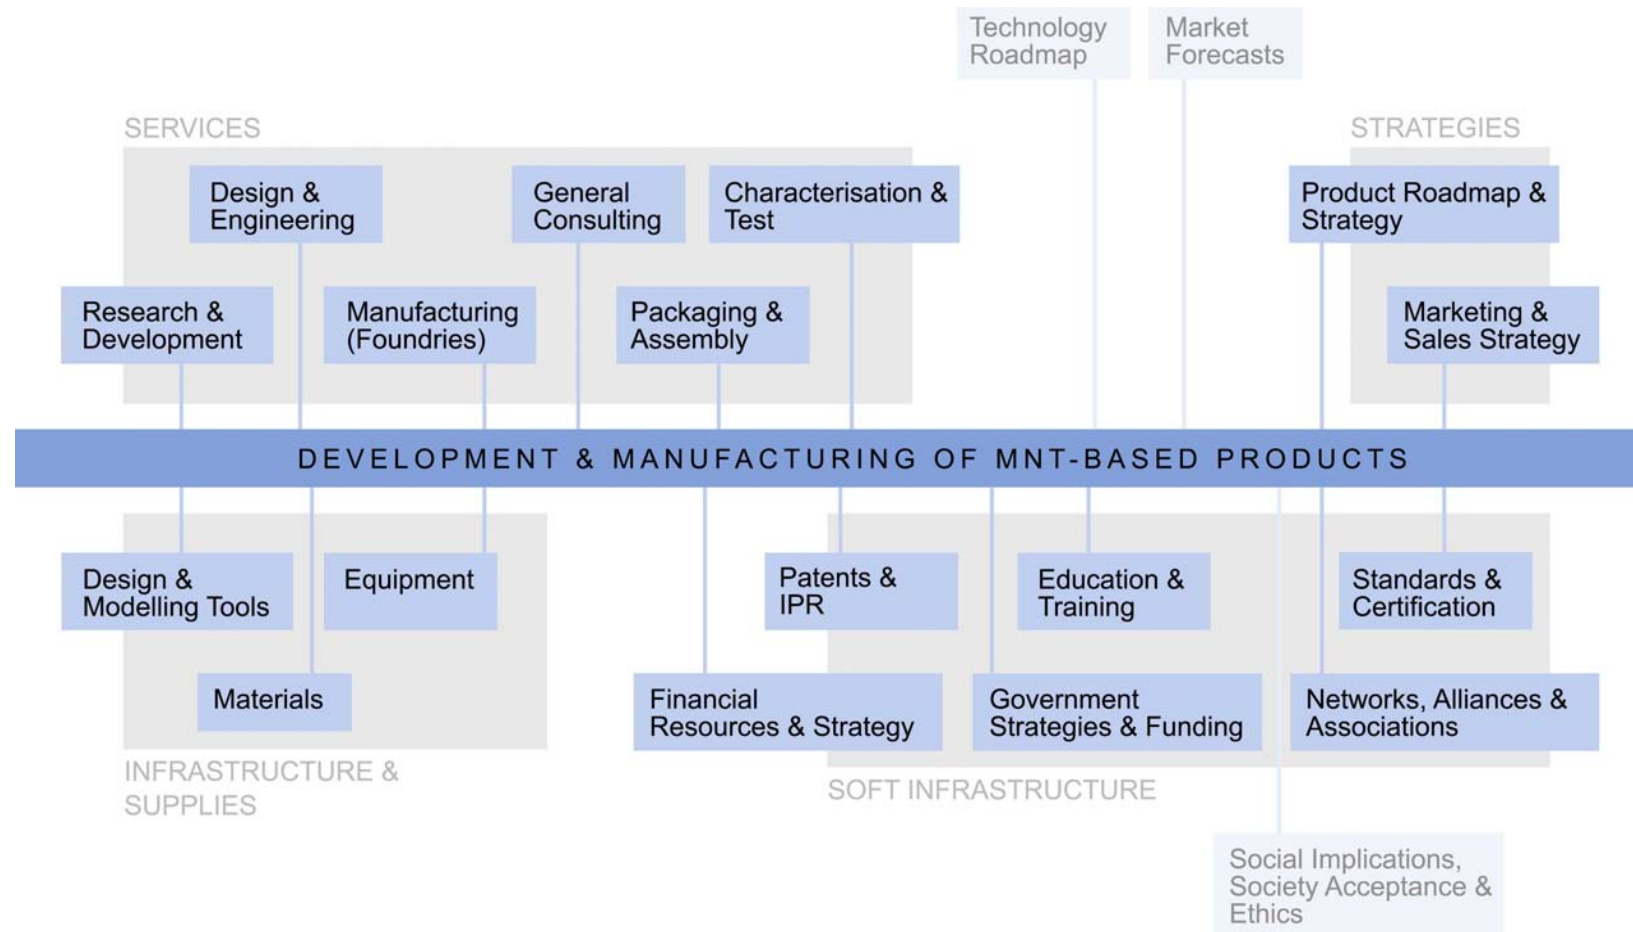 Technology
Roadmap
Market
Forecasts
SERVICES
STRATEGIES
Design &
Engineering
General
Consulting
Characterisation &
Test
Product Roadmap &
Strategy
Research &
Development
Manufacturing
(Foundries)
Packaging &
Assembly
Marketing &
Sales Strategy
DEVELOPMENT & MANUFACTURING OF MNT-BASED PRODUCTS
Design &
Modelling Tools
Equipment
Patents &
IPR
Education &
Training
Standards &
Certification
Materials
Financial
Resources & Strategy
Government
Strategies & Funding
Networks, Alliances &
Associations
INFRASTRUCTURE &
SUPPLIES
SOFT INFRASTRUCTURE
Social Implications,
Society Acceptance &
Ethics